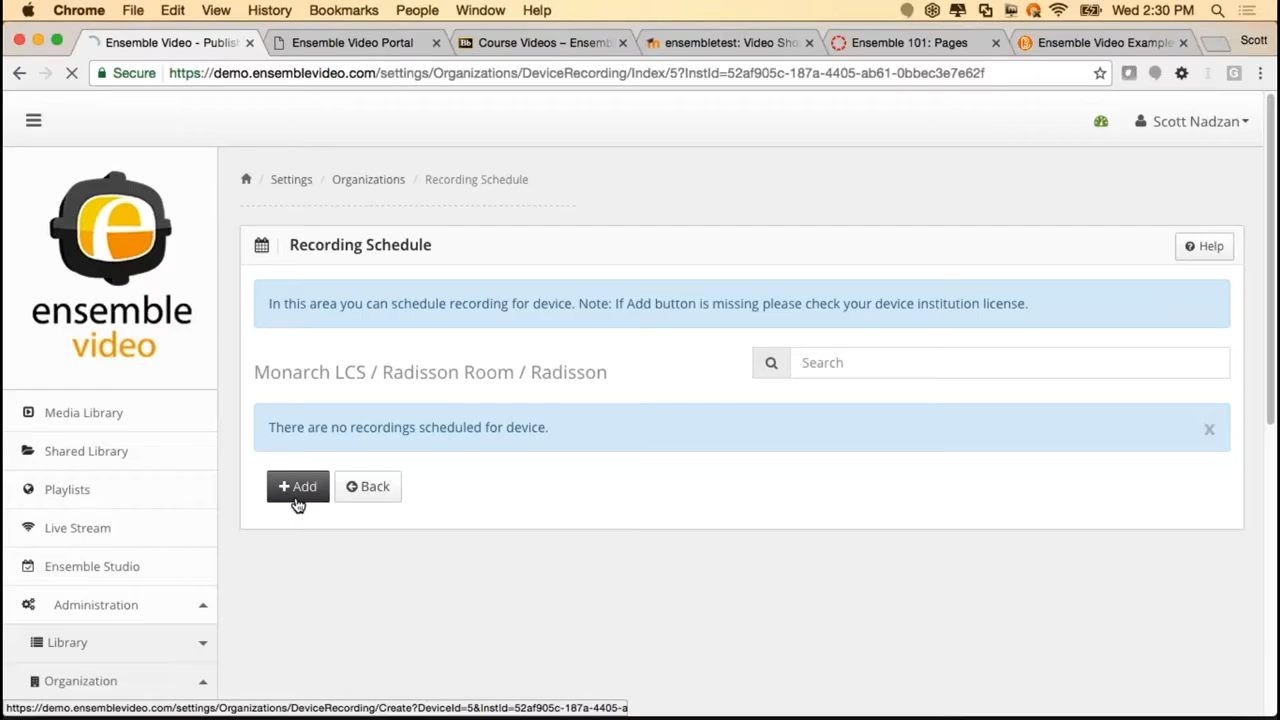 Chrome File Edit View History Bookmarks People Window Help Wed 2:30 PM
Ensemble Video - Publis × Ensemble Video Portal × Course Videos – Ensem × ensembletest: Video Sho × Ensemble 101: Pages × Ensemble Video Example × Scott
Secure https://demo.ensemblevideo.com/settings/Organizations/DeviceRecording/Index/5?InstId=52af905c-187a-4405-ab61-0bbec3e7e62f
Scott Nadzan
e
ensemble
video
Settings / Organizations / Recording Schedule
Recording Schedule Help
In this area you can schedule recording for device. Note: If Add button is missing please check your device institution license.
Monarch LCS / Radisson Room / Radisson Search
There are no recordings scheduled for device. x
+ Add Back
Media Library
Shared Library
Playlists
Live Stream
Ensemble Studio
Administration
Library
Organization
https://demo.ensemblevideo.com/settings/Organizations/DeviceRecording/Create?DeviceId=5&InstId=52af905c-187a-4405-a